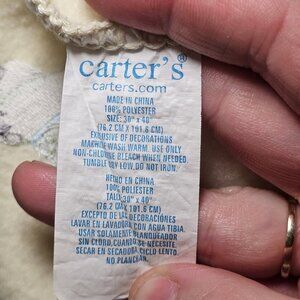 carter's®
carters.com
MADE IN CHINA
100% POLYESTER
SIZE: 30" x 40"
(76.2 CM X 101.6 CM)
EXCLUSIVE OF DECORATIONS
MACHINE WASH WARM. USE ONLY
NON-CHLORINE BLEACH WHEN NEEDED.
TUMBLE DRY LOW. DO NOT IRON.
HECHO EN CHINA
100% POLIESTER
TALLA: 30" x 40"
(76.2 CM X 101.6 CM)
EXCEPTO DE LAS DECORACIONES
LAVAR EN LAVADORA CON AGUA TIBIA.
USAR SOLAMENTE BLANQUEADOR
SIN CLORO, CUANDO SE NECESITE
SECAR EN SECADORA CICLO LENTO.
NO PLANCHAR.